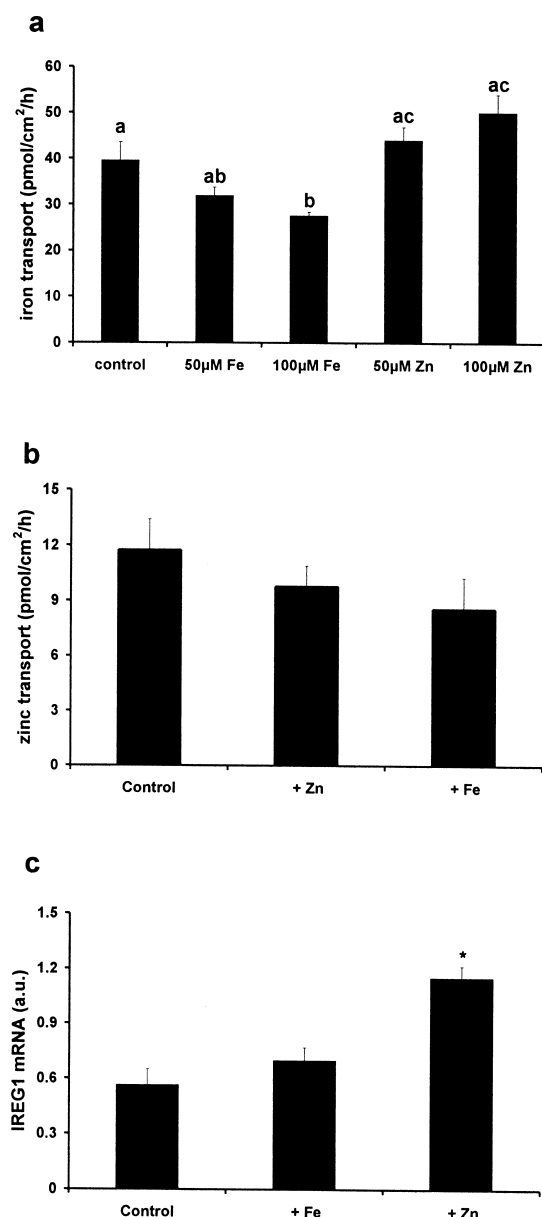 a
iron transport (pmol/cm²/h)
60
50
40
30
20
10
0
a
ab
b
ac
ac
control 50µM Fe 100µM Fe 50µM Zn 100µM Zn
b
zinc transport (pmol/cm²/h)
15
12
9
6
3
0
Control + Zn + Fe
c
IREG1 mRNA (a.u.)
1.5
1.2
0.9
0.6
0.3
0
*
Control + Fe + Zn